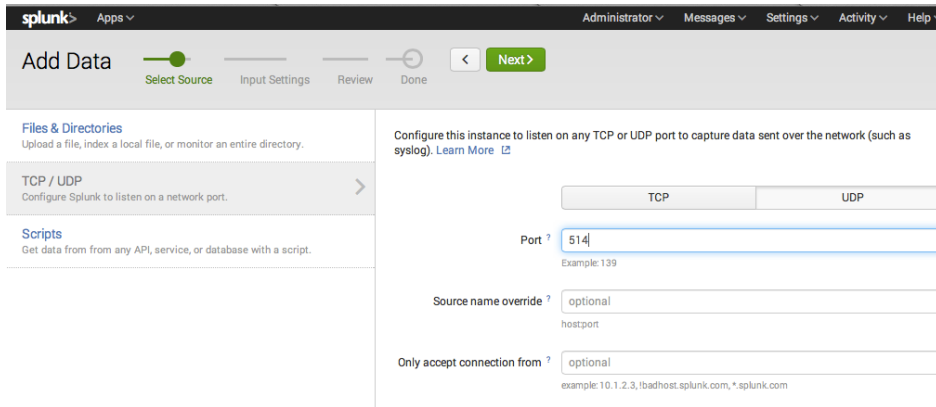 splunk> Apps Administrator Messages Settings Activity Help
Add Data
Select Source Input Settings Review Done
< Next >
Files & Directories
Upload a file, index a local file, or monitor an entire directory.
TCP / UDP
Configure Splunk to listen on a network port.
Scripts
Get data from from any API, service, or database with a script.
Configure this instance to listen on any TCP or UDP port to capture data sent over the network (such as
syslog). Learn More
TCP UDP
Port ? 514
Example: 139
Source name override ? optional
host:port
Only accept connection from ? optional
example: 10.1.2.3, !badhost.splunk.com, *.splunk.com